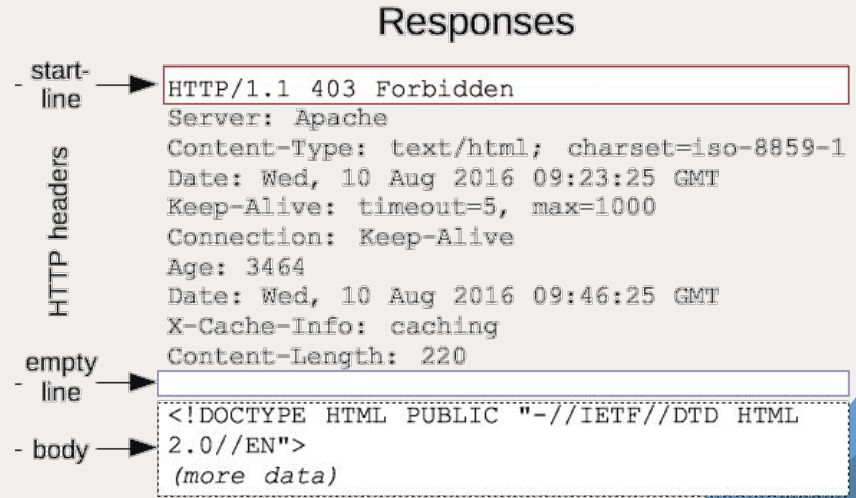 Responses
start-
line
HTTP/1.1 403 Forbidden
HTTP headers
Server: Apache
Content-Type: text/html; charset=iso-8859-1
Date: Wed, 10 Aug 2016 09:23:25 GMT
Keep-Alive: timeout=5, max=1000
Connection: Keep-Alive
Age: 3464
Date: Wed, 10 Aug 2016 09:46:25 GMT
X-Cache-Info: caching
Content-Length: 220
empty
line
body
<!DOCTYPE HTML PUBLIC "-//IETF//DTD HTML
2.0//EN">
(more data)